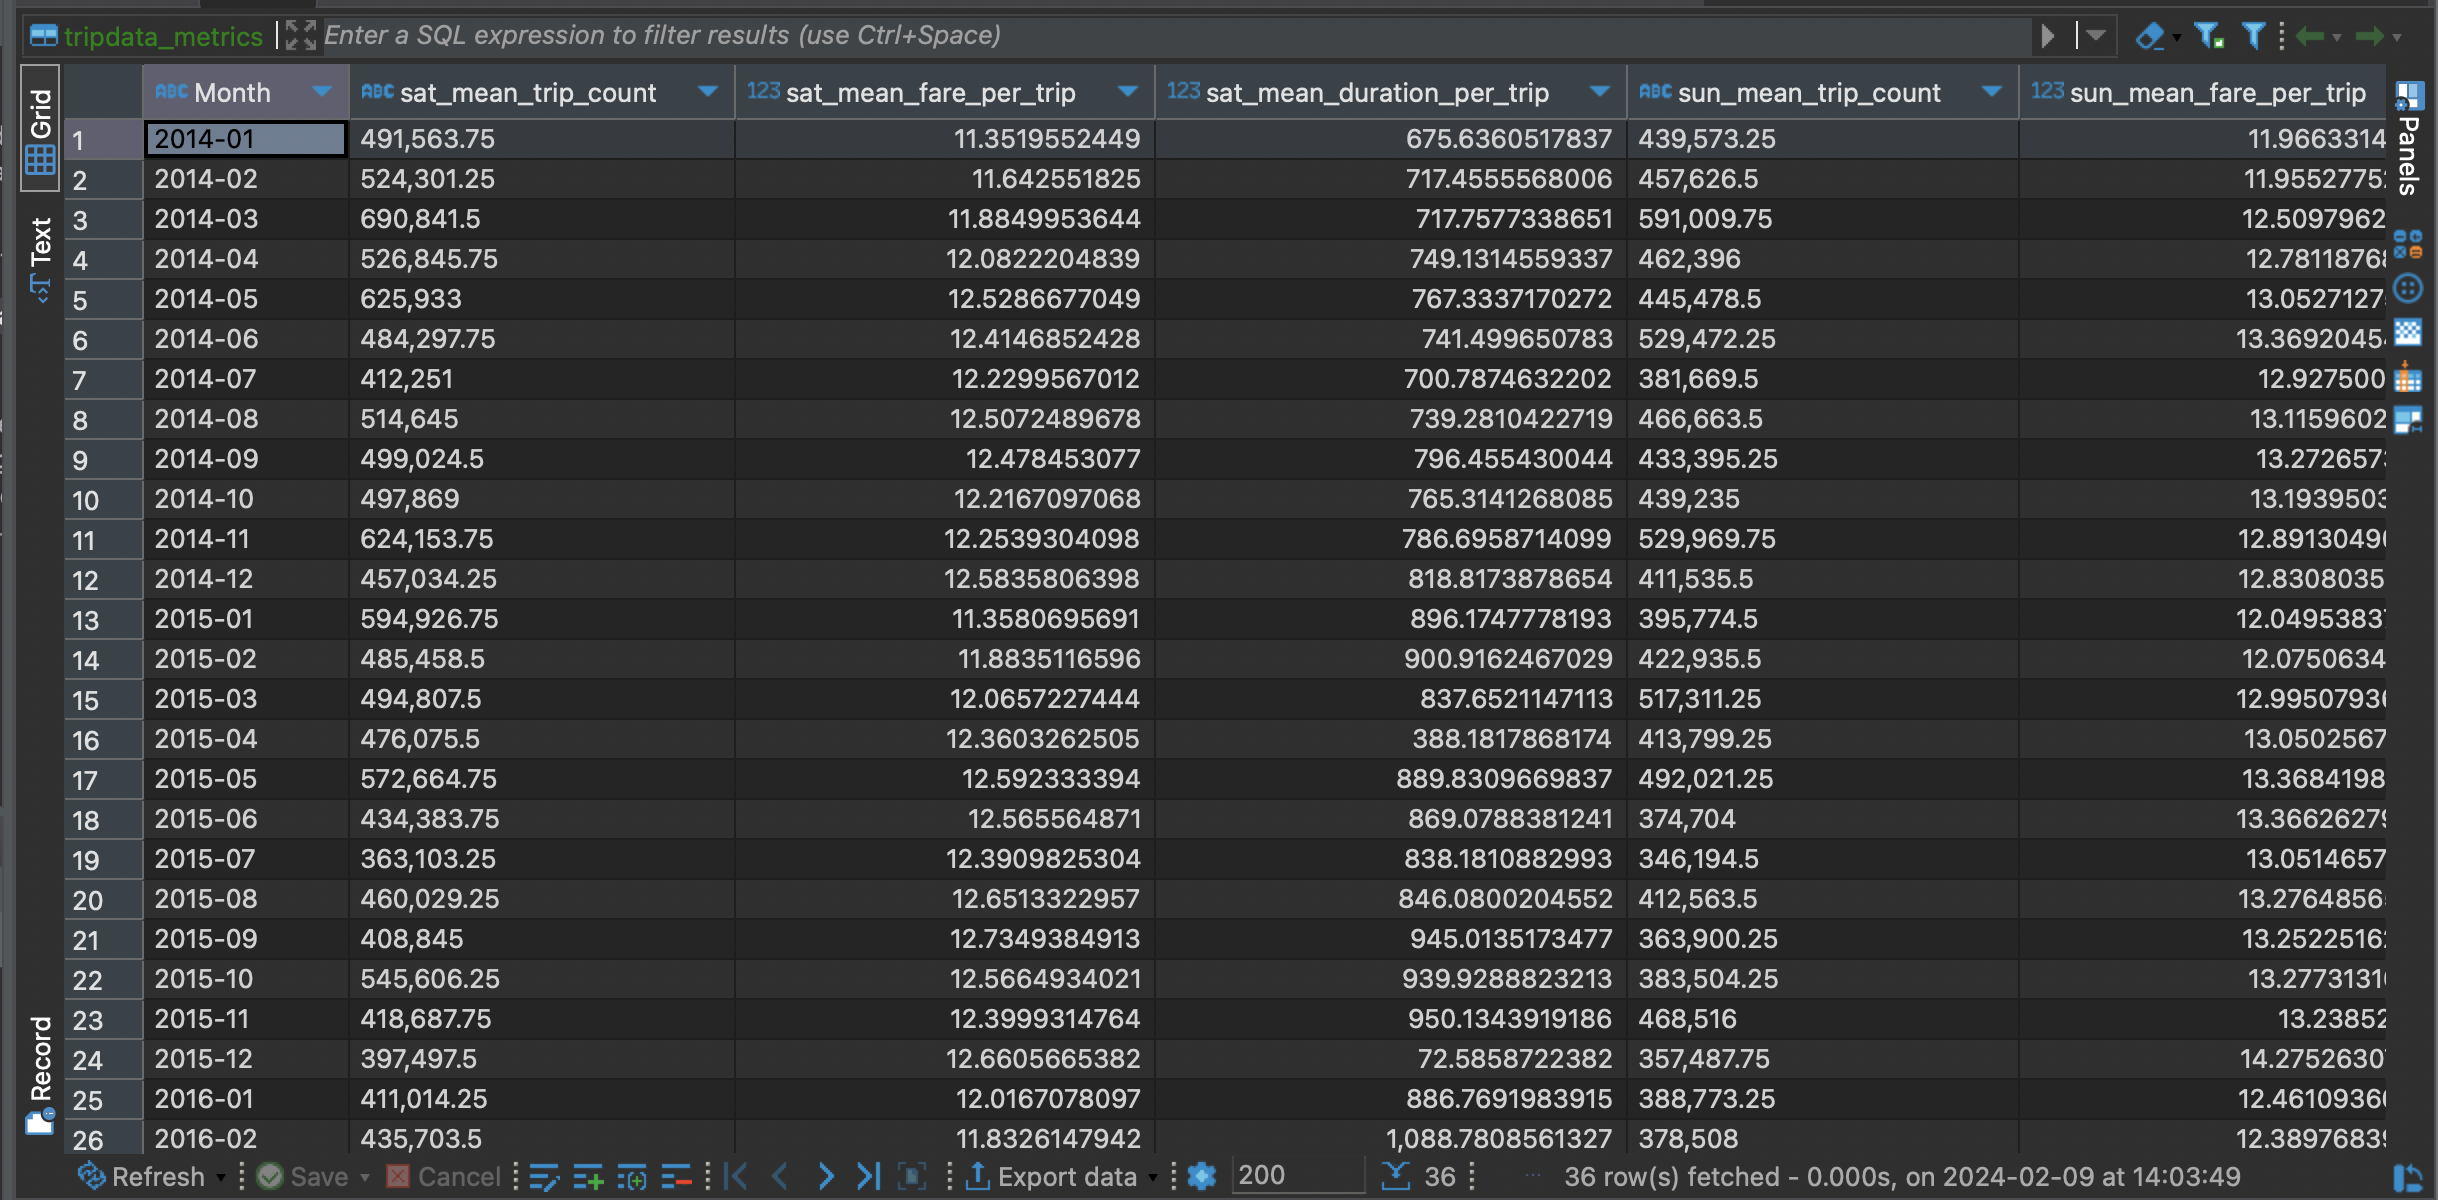 tripdata_metrics Enter a SQL expression to filter results (use Ctrl+Space)
Grid
Text
Record
Panels
ABC Month ABC sat_mean_trip_count 123 sat_mean_fare_per_trip 123 sat_mean_duration_per_trip ABC sun_mean_trip_count 123 sun_mean_fare_per_trip
1 2014-01 491,563.75 11.3519552449 675.6360517837 439,573.25 11.9663314
2 2014-02 524,301.25 11.642551825 717.4555568006 457,626.5 11.9552775
3 2014-03 690,841.5 11.8849953644 717.7577338651 591,009.75 12.5097962
4 2014-04 526,845.75 12.0822204839 749.1314559337 462,396 12.7811876
5 2014-05 625,933 12.5286677049 767.3337170272 445,478.5 13.0527127
6 2014-06 484,297.75 12.4146852428 741.499650783 529,472.25 13.3692045
7 2014-07 412,251 12.2299567012 700.7874632202 381,669.5 12.927500
8 2014-08 514,645 12.5072489678 739.2810422719 466,663.5 13.1159602
9 2014-09 499,024.5 12.478453077 796.455430044 433,395.25 13.272657
10 2014-10 497,869 12.2167097068 765.3141268085 439,235 13.1939503
11 2014-11 624,153.75 12.2539304098 786.6958714099 529,969.75 12.8913049
12 2014-12 457,034.25 12.5835806398 818.8173878654 411,535.5 12.8308035
13 2015-01 594,926.75 11.3580695691 896.1747778193 395,774.5 12.0495383
14 2015-02 485,458.5 11.8835116596 900.9162467029 422,935.5 12.0750634
15 2015-03 494,807.5 12.0657227444 837.6521147113 517,311.25 12.9950793
16 2015-04 476,075.5 12.3603262505 388.1817868174 413,799.25 13.0502567
17 2015-05 572,664.75 12.592333394 889.8309669837 492,021.25 13.3684198
18 2015-06 434,383.75 12.565564871 869.0788381241 374,704 13.3662627
19 2015-07 363,103.25 12.3909825304 838.1810882993 346,194.5 13.0514657
20 2015-08 460,029.25 12.6513322957 846.0800204552 412,563.5 13.2764856
21 2015-09 408,845 12.7349384913 945.0135173477 363,900.25 13.2522516
22 2015-10 545,606.25 12.5664934021 939.9288823213 383,504.25 13.2773131
23 2015-11 418,687.75 12.3999314764 950.1343919186 468,516 13.23852
24 2015-12 397,497.5 12.6605665382 72.5858722382 357,487.75 14.2752630
25 2016-01 411,014.25 12.0167078097 886.7691983915 388,773.25 12.4610936
26 2016-02 435,703.5 11.8326147942 1,088.7808561327 378,508 12.3897683
Refresh Save Cancel Export data 200 36 36 row(s) fetched - 0.000s, on 2024-02-09 at 14:03:49